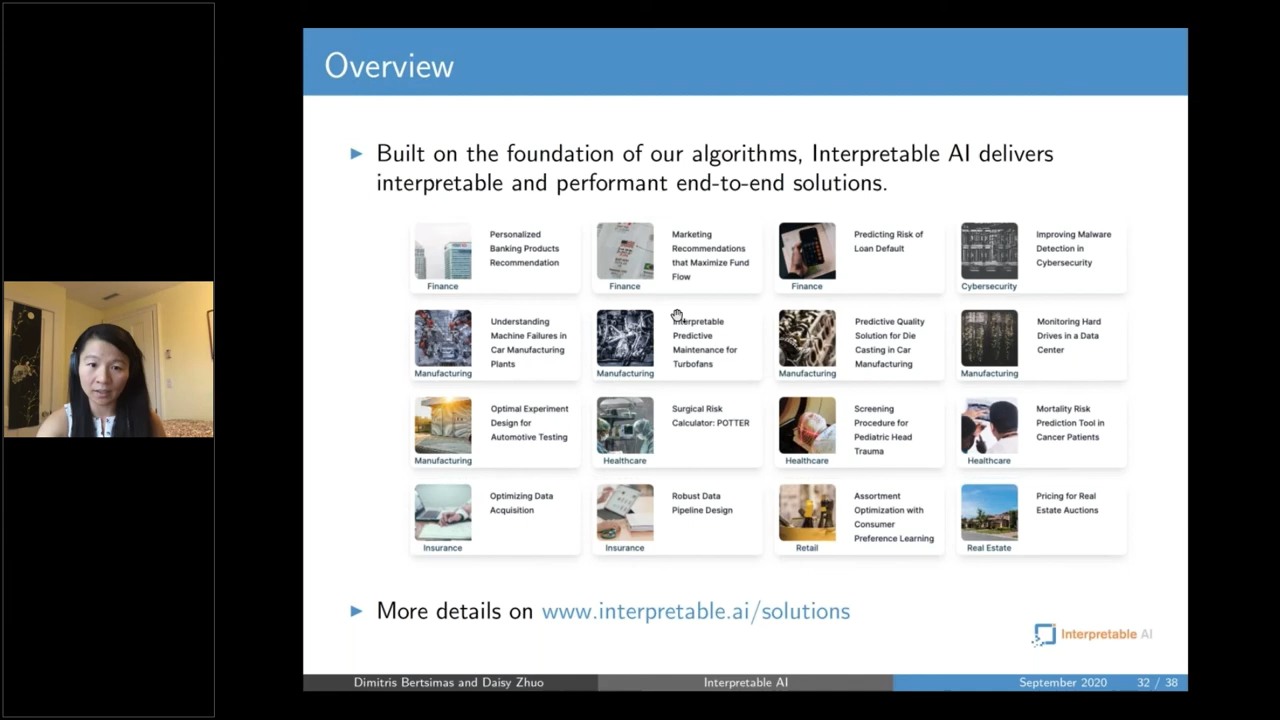 Overview
Built on the foundation of our algorithms, Interpretable AI delivers
interpretable and performant end-to-end solutions.
Personalized
Banking Products
Recommendation
Finance
Marketing
Recommendations
that Maximize Fund
Flow
Finance
Predicting Risk of
Loan Default
Finance
Improving Malware
Detection in
Cybersecurity
Cybersecurity
Understanding
Machine Failures in
Car Manufacturing
Plants
Manufacturing
Interpretable
Predictive
Maintenance for
Turbofans
Manufacturing
Predictive Quality
Solution for Die
Casting in Car
Manufacturing
Manufacturing
Monitoring Hard
Drives in a Data
Center
Manufacturing
Optimal Experiment
Design for
Automotive Testing
Manufacturing
Surgical Risk
Calculator: POTTER
Healthcare
Screening
Procedure for
Pediatric Head
Trauma
Healthcare
Mortality Risk
Prediction Tool in
Cancer Patients
Healthcare
Optimizing Data
Acquisition
Insurance
Robust Data
Pipeline Design
Insurance
Assortment
Optimization with
Consumer
Preference Learning
Retail
Pricing for Real
Estate Auctions
Real Estate
More details on www.interpretable.ai/solutions
Interpretable AI
Dimitris Bertsimas and Daisy Zhuo
Interpretable AI
September 2020
32 / 38